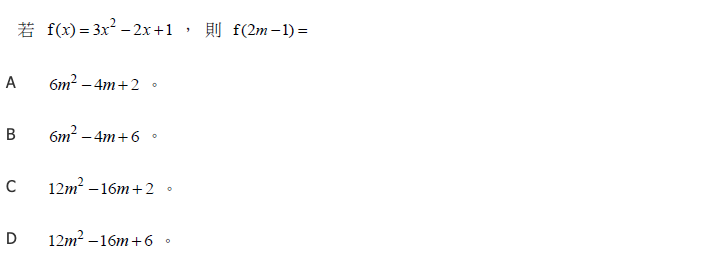 若 f(x) = 3x² − 2x + 1 ， 則 f(2m − 1) =
A 6m² − 4m + 2 。
B 6m² − 4m + 6 。
C 12m² − 16m + 2 。
D 12m² − 16m + 6 。